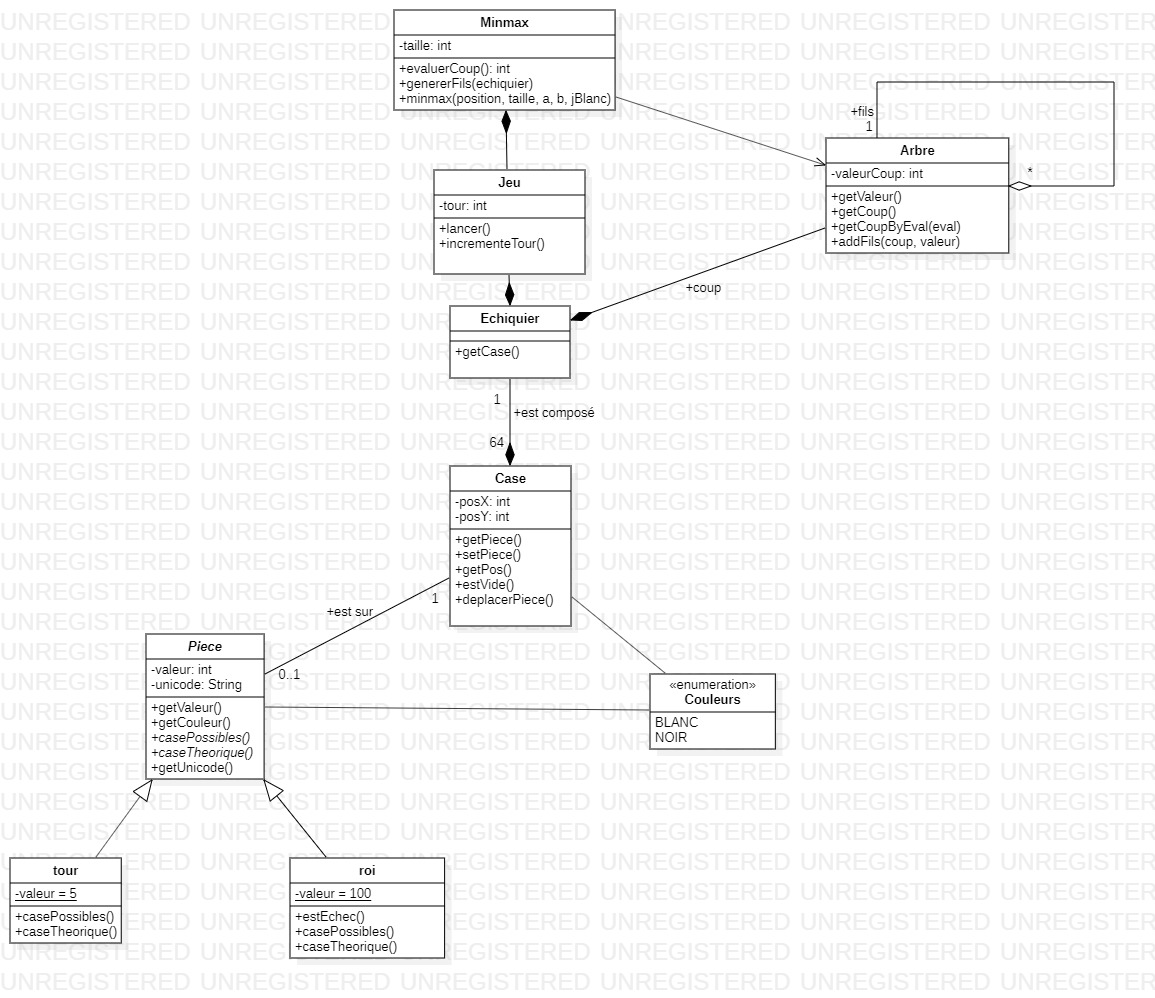 Minmax
-taille: int
+evaluerCoup(): int
+genererFils(echiquier)
+minmax(position, taille, a, b, jBlanc)
+fils
1
Arbre
*
-valeurCoup: int
+getValeur()
+getCoup()
+getCoupByEval(eval)
+addFils(coup, valeur)
Jeu
-tour: int
+lancer()
+incrementeTour()
+coup
Echiquier
+getCase()
1
+est composé
64
Case
-posX: int
-posY: int
+getPiece()
+setPiece()
+getPos()
+estVide()
+deplacerPiece()
1
+est sur
0..1
Piece
-valeur: int
-unicode: String
+getValeur()
+getCouleur()
+casePossibles()
+caseTheorique()
+getUnicode()
«enumeration»
Couleurs
BLANC
NOIR
tour
-valeur = 5
+casePossibles()
+caseTheorique()
roi
-valeur = 100
+estEchec()
+casePossibles()
+caseTheorique()
UNREGISTERED